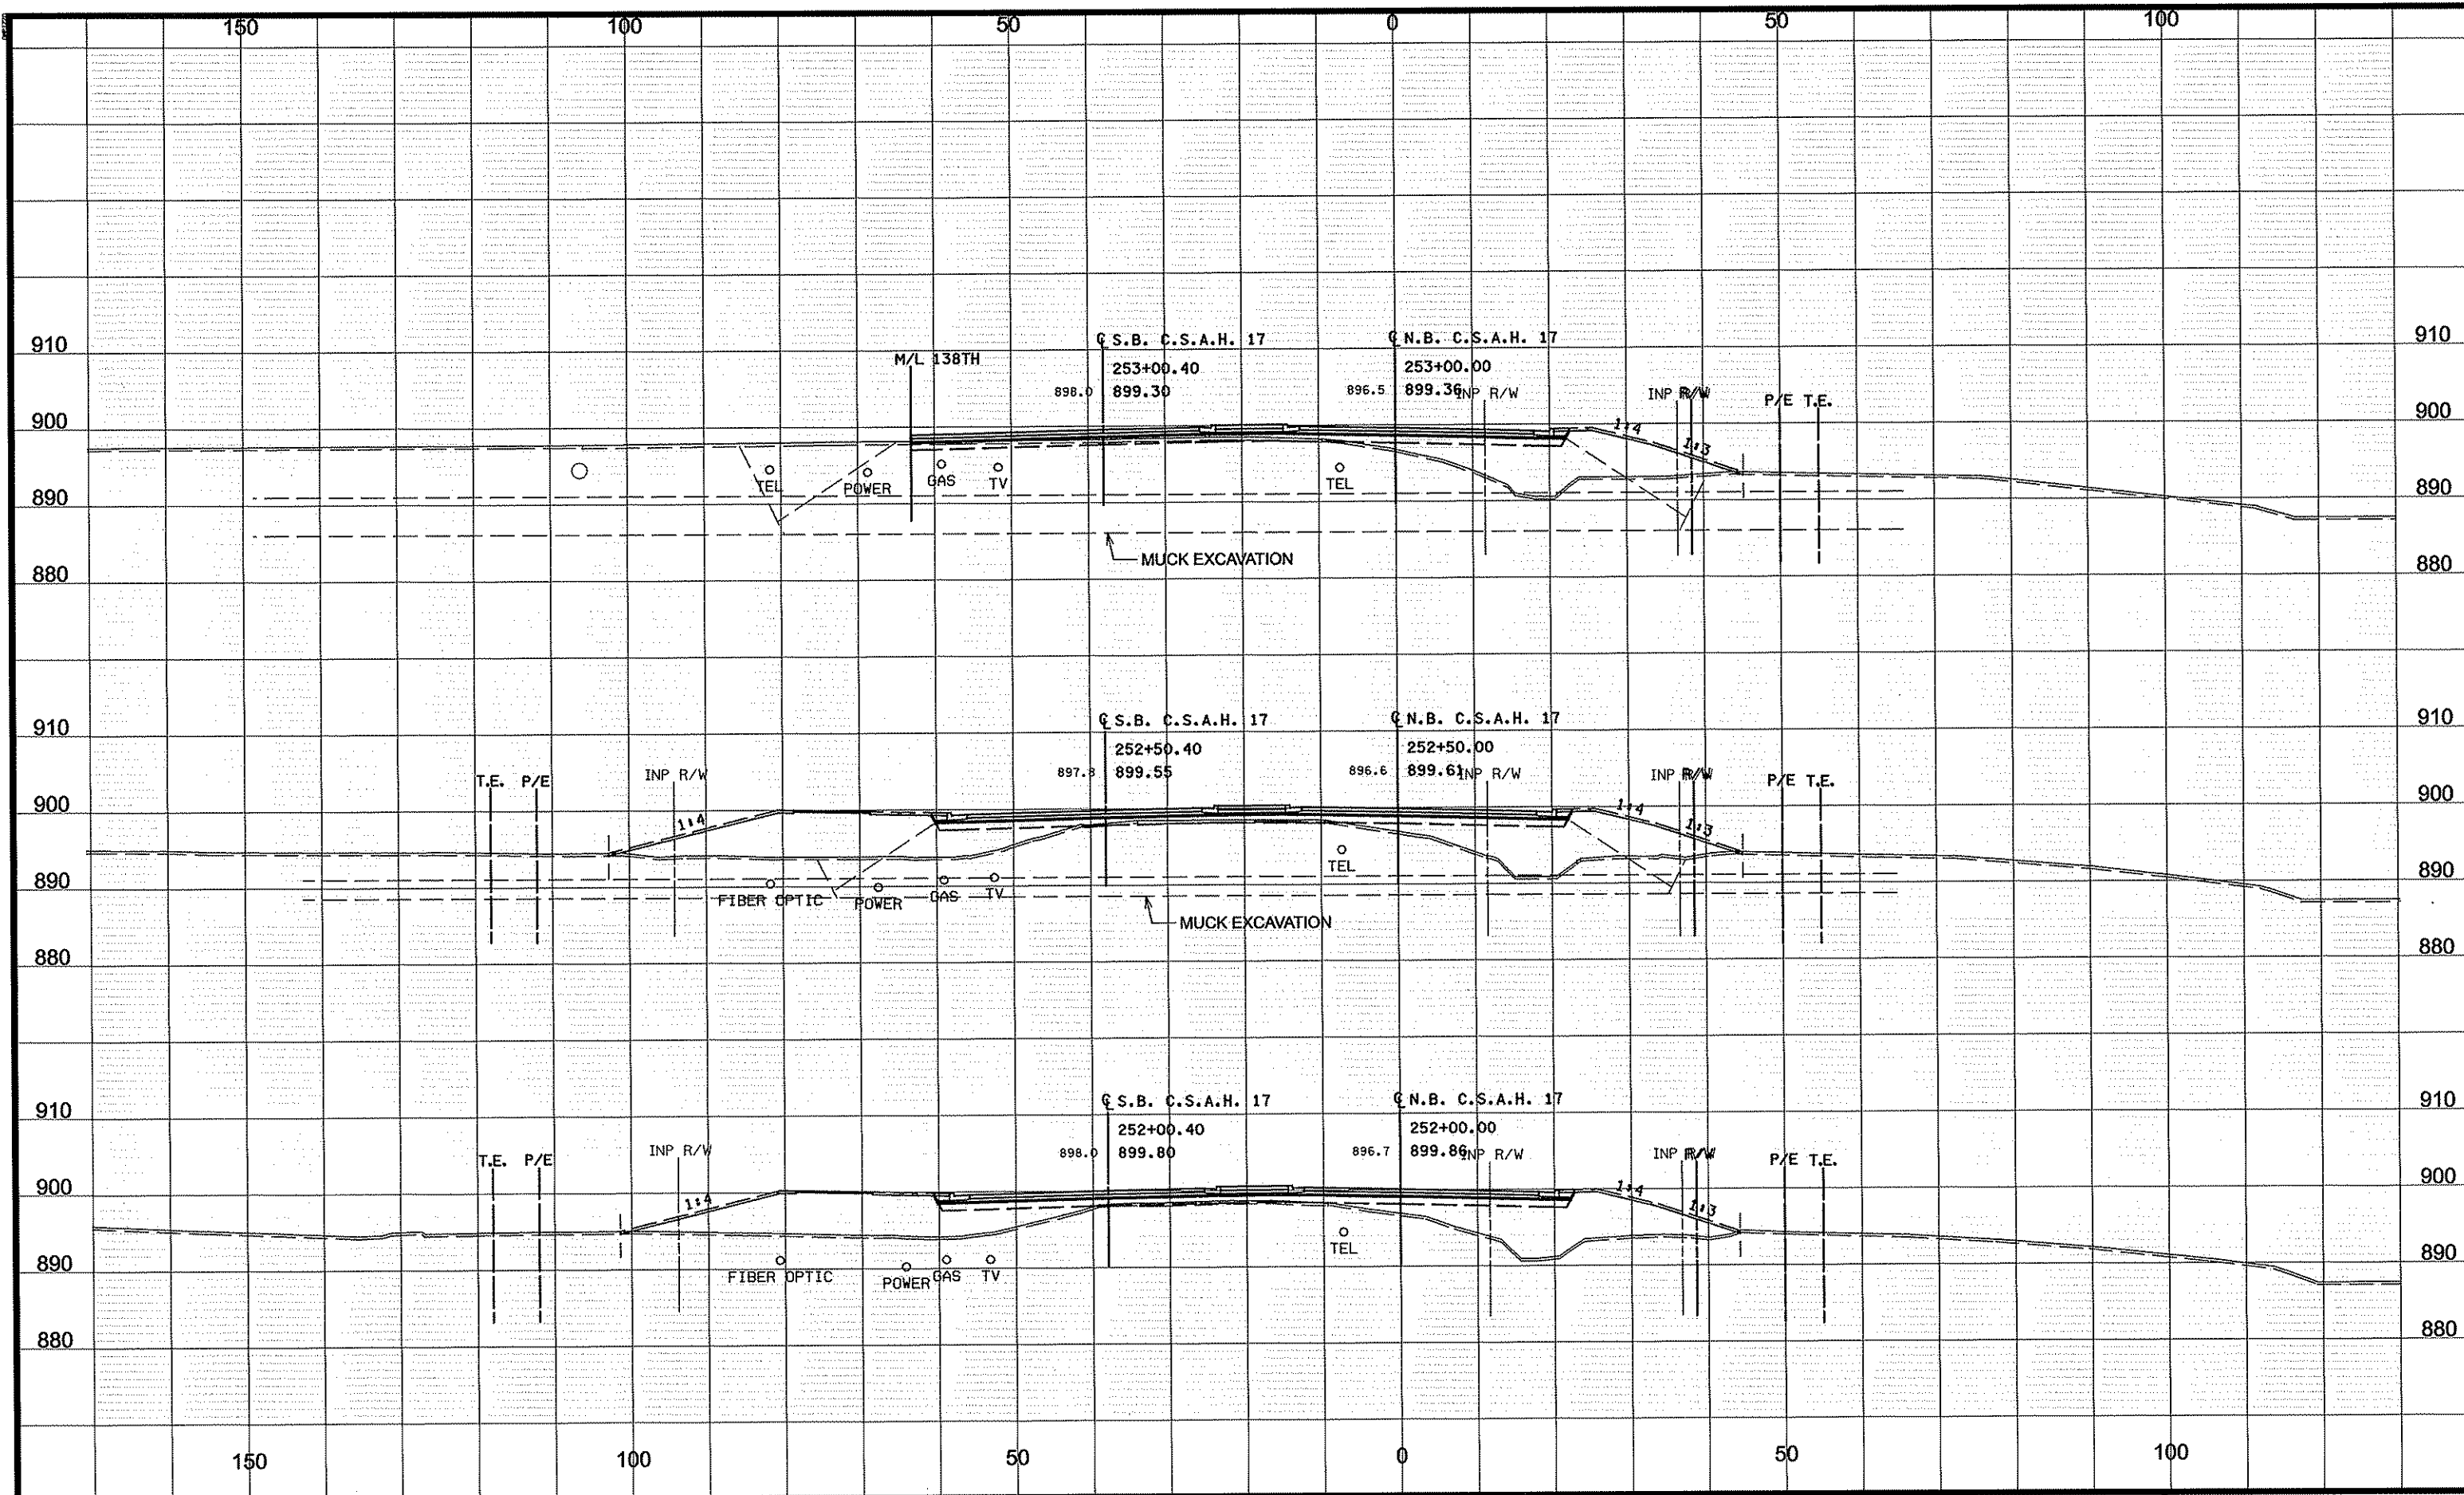 150 100 50 0 50 100
C̵L S.B. C.S.A.H. 17 C̵L N.B. C.S.A.H. 17
910 910
M/L 138TH 253+00.40 253+00.00
898.0 899.30 896.5 899.36 INP R/W INP R/W R/W P/E T.E.
900 900
1:4
1:3
TEL POWER GAS TV TEL
890 890
MUCK EXCAVATION
880 880
C̵L S.B. C.S.A.H. 17 C̵L N.B. C.S.A.H. 17
910 910
252+50.40 252+50.00
T.E. P/E INP R/W 897.8 899.55 896.6 899.61 INP R/W INP R/W R/W P/E T.E.
900 900
1:4 1:4
1:3
TEL
890 890
FIBER OPTIC POWER GAS TV
MUCK EXCAVATION
880 880
C̵L S.B. C.S.A.H. 17 C̵L N.B. C.S.A.H. 17
910 910
252+00.40 252+00.00
T.E. P/E INP R/W 898.0 899.80 896.7 899.86 INP R/W INP R/W R/W P/E T.E.
900 900
1:4 1:4
1:3
TEL
890 890
FIBER OPTIC POWER GAS TV
880 880
150 100 50 0 50 100